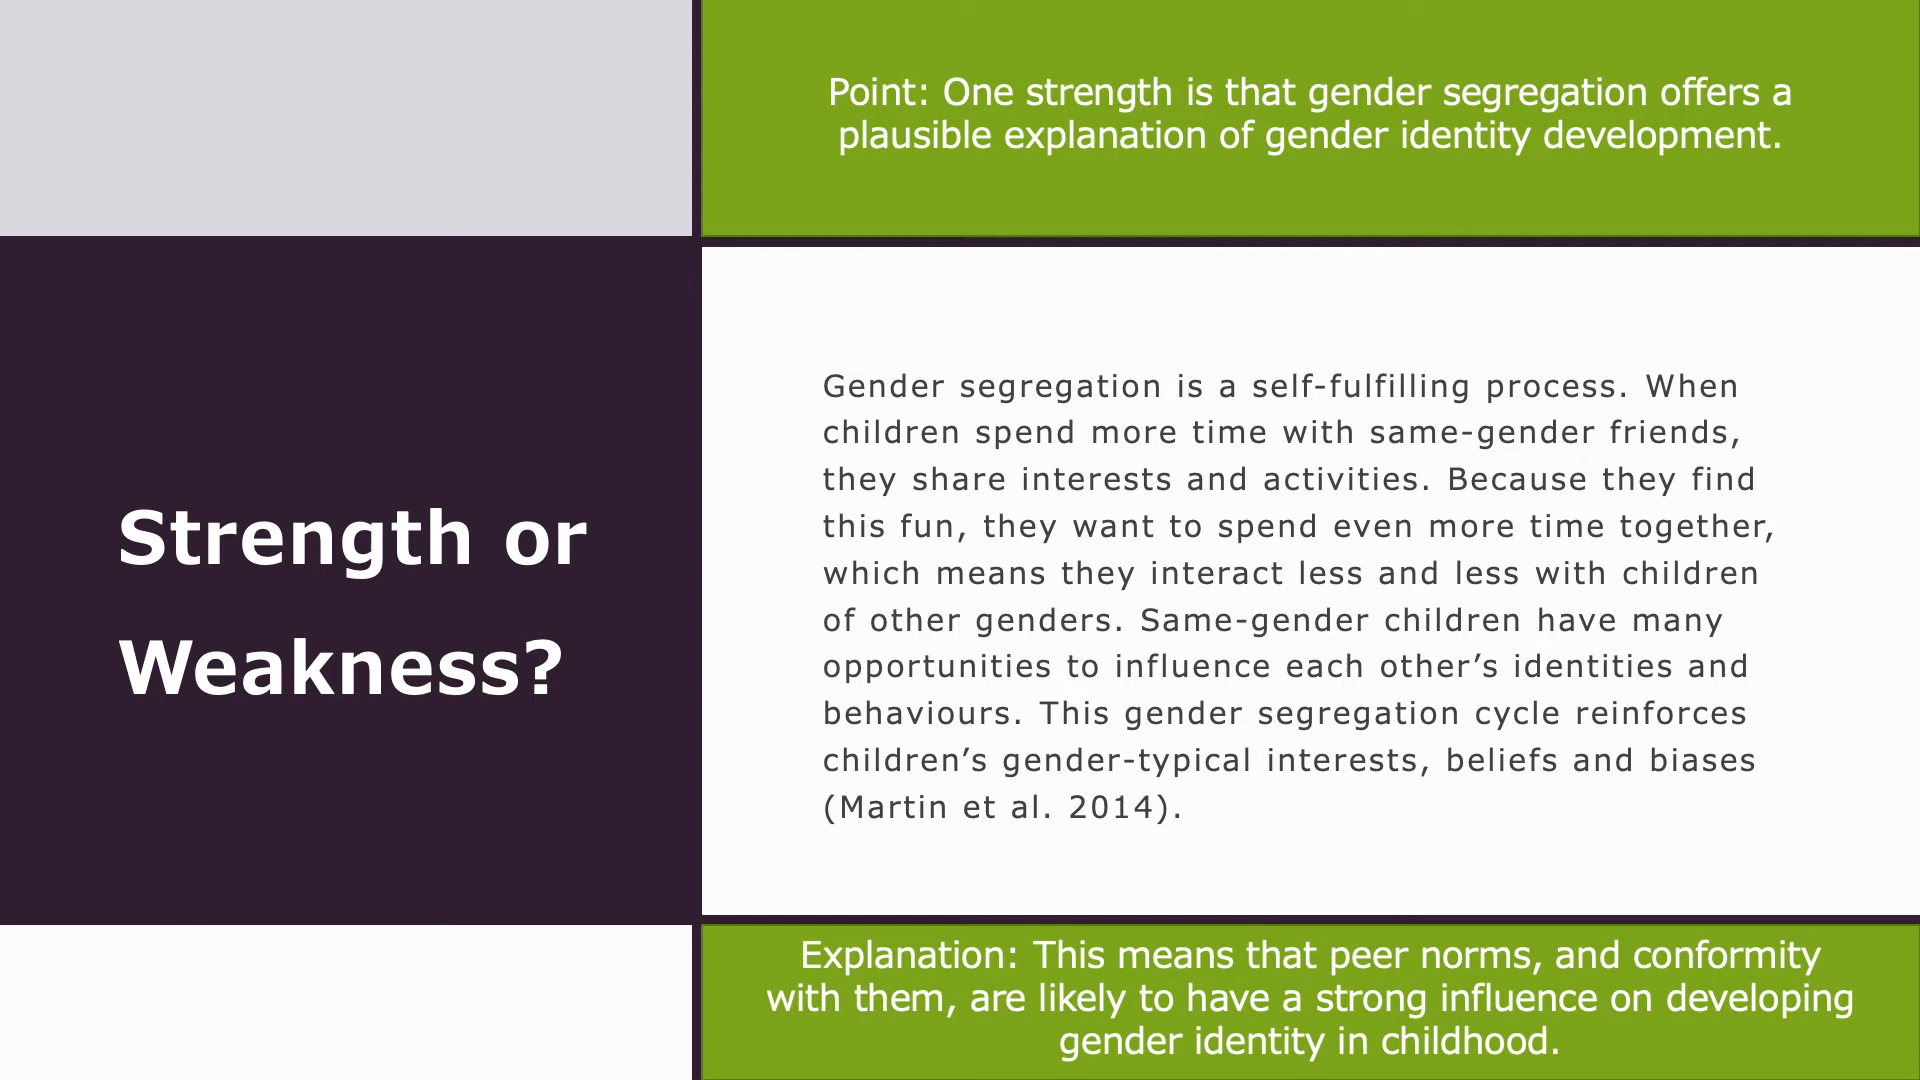 Strength or
Weakness?
Point: One strength is that gender segregation offers a
plausible explanation of gender identity development.
Gender segregation is a self-fulfilling process. When
children spend more time with same-gender friends,
they share interests and activities. Because they find
this fun, they want to spend even more time together,
which means they interact less and less with children
of other genders. Same-gender children have many
opportunities to influence each other’s identities and
behaviours. This gender segregation cycle reinforces
children’s gender-typical interests, beliefs and biases
(Martin et al. 2014).
Explanation: This means that peer norms, and conformity
with them, are likely to have a strong influence on developing
gender identity in childhood.